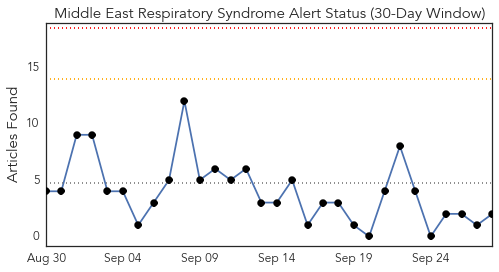 Middle East Respiratory Syndrome Alert Status (30-Day Window)
Articles Found
15
10
5
0
Aug 30 Sep 04 Sep 09 Sep 14 Sep 19 Sep 24